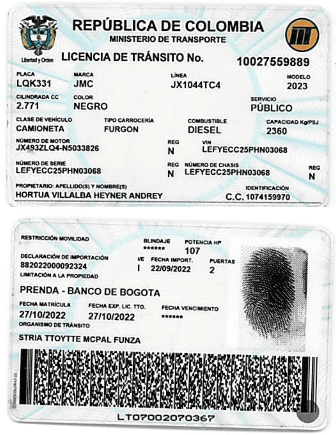 REPÚBLICA DE COLOMBIA
MINISTERIO DE TRANSPORTE
Libertad y Orden
LICENCIA DE TRÁNSITO No. 10027559889
PLACA MARCA LÍNEA MODELO
LQK331 JMC JX1044TC4 2023
CILINDRADA CC COLOR SERVICIO
2.771 NEGRO PÚBLICO
CLASE DE VEHÍCULO TIPO CARROCERÍA COMBUSTIBLE CAPACIDAD Kg/PSJ
CAMIONETA FURGON DIESEL 2360
NÚMERO DE MOTOR REG VIN
JX493ZLQ4-N5033826 N LEFYECC25PHN03068
NÚMERO DE SERIE REG NÚMERO DE CHASIS REG
LEFYECC25PHN03068 N LEFYECC25PHN03068 N
PROPIETARIO: APELLIDO(S) Y NOMBRE(S) IDENTIFICACIÓN
HORTUA VILLALBA HEYNER ANDREY C.C. 1074159970
RESTRICCIÓN MOVILIDAD BLINDAJE POTENCIA HP
****** 107
DECLARACIÓN DE IMPORTACIÓN I/E FECHA IMPORT. PUERTAS
882022000092324 I 22/09/2022 2
LIMITACIÓN A LA PROPIEDAD
PRENDA - BANCO DE BOGOTA
FECHA MATRÍCULA FECHA EXP. LIC. TTO. FECHA VENCIMIENTO
27/10/2022 27/10/2022 ******
ORGANISMO DE TRÁNSITO
STRIA TTOYTTE MCPAL FUNZA
LT07002070367